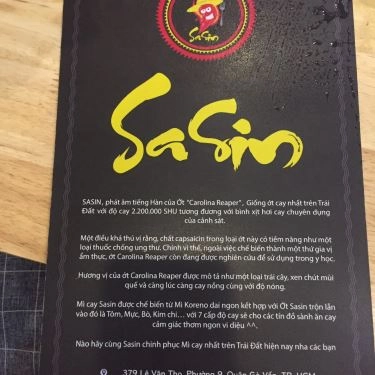 SaSin
SaSin
SASIN, phát âm tiếng Hàn của Ớt "Carolina Reaper", Giống ớt cay nhất trên Trái
Đất với độ cay 2.200.000 SHU tương đương với bình xịt hơi cay chuyên dụng
của cảnh sát.
Một điều khá thú vị rằng, chất capsaicin trong loại ớt này có tiềm năng như một
loại thuốc chống ung thư. Chính vì thế, ngoài việc chế biến thành một thứ gia vị
ẩm thực, ớt Carolina Reaper còn đang được nghiên cứu để sử dụng trong y học.
Hương vị của ớt Carolina Reaper được mô tả như một loại trái cây, xen chút mùi
quế và càng lúc càng cay nồng cùng với độ nóng.
Mì cay Sasin được chế biến từ Mì Koreno dai ngon kết hợp với Ớt Sasin trộn lẫn
vào đó là Tôm, Mực, Bò, Kim chi... với 7 cấp độ cay sẽ cho các tín đồ sành ăn cay
cảm giác thơm ngon vi diệu ^^.
Nào hãy cùng Sasin chinh phục Mì cay nhất trên Trái Đất hiện nay nha các bạn
379 Lê Văn Thọ, Phường 9, Quận Gò Vấp, TP. HCM